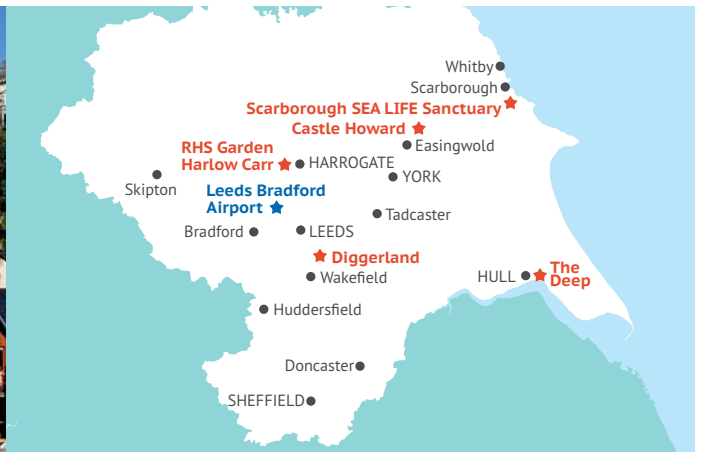 Whitby
Scarborough
Scarborough SEA LIFE Sanctuary
Castle Howard
Easingwold
RHS Garden
Harlow Carr
HARROGATE
YORK
Skipton
Leeds Bradford
Airport
Tadcaster
Bradford
LEEDS
Diggerland
Wakefield
HULL
The
Deep
Huddersfield
Doncaster
SHEFFIELD